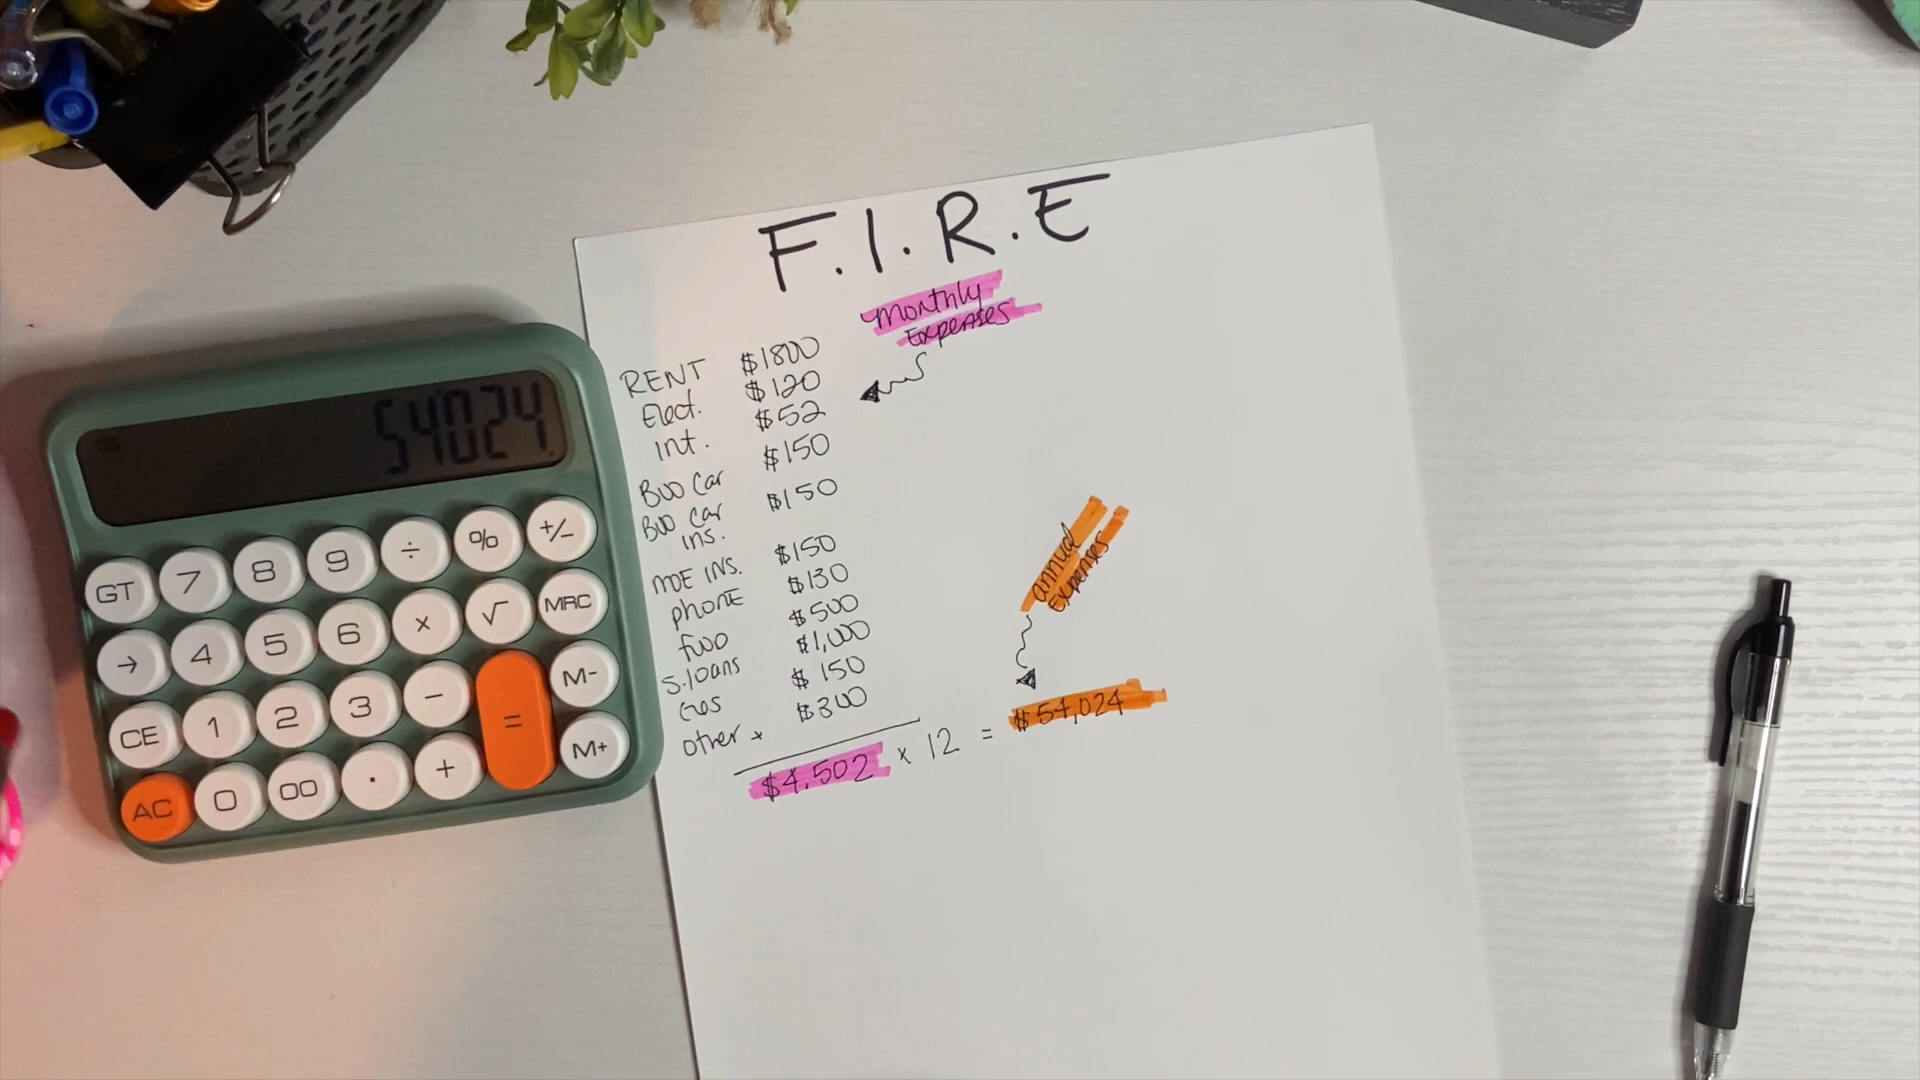 F.I.R.E
monthly
Expenses
RENT $1800
Elect. $120
Int. $52
BUD Car $150
BUD Car $150
ins.
MOE INS. $150
phone $130
food $500
S.loans $1,000
Gas $150
other + $300
$4,502 x 12 = $54,024
annual
Expenses
54024.
GT 7 8 9 ÷ % +/-
→ 4 5 6 x √ MRC
CE 1 2 3 - = M-
AC 0 00 . + M+